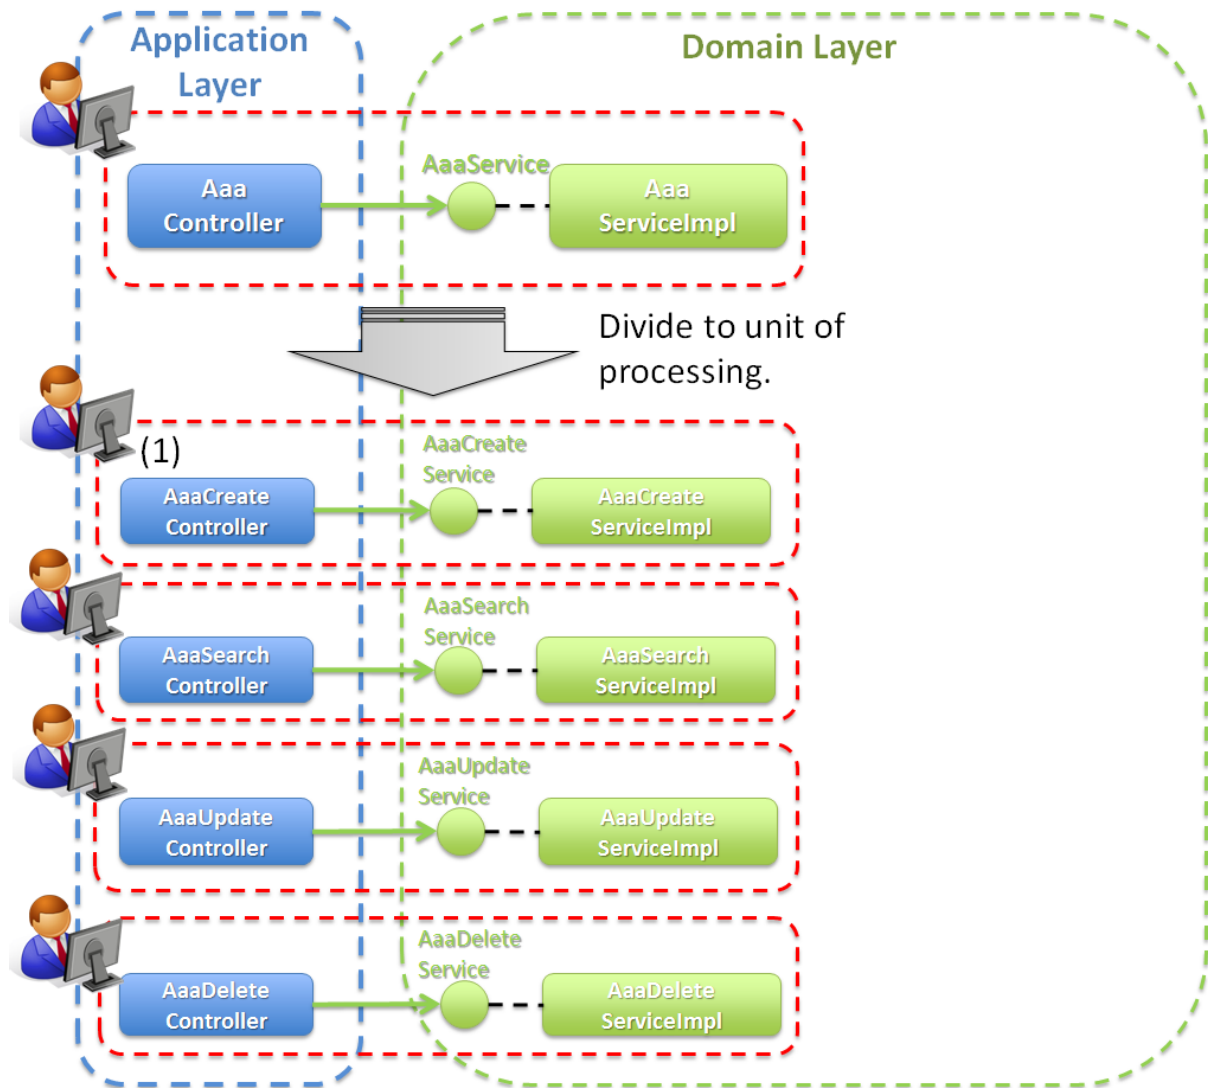 Application
Layer
Domain Layer
AaaService
Aaa
Controller
Aaa
ServiceImpl
Divide to unit of
processing.
(1)
AaaCreate
Service
AaaCreate
Controller
AaaCreate
ServiceImpl
AaaSearch
Service
AaaSearch
Controller
AaaSearch
ServiceImpl
AaaUpdate
Service
AaaUpdate
Controller
AaaUpdate
ServiceImpl
AaaDelete
Service
AaaDelete
Controller
AaaDelete
ServiceImpl